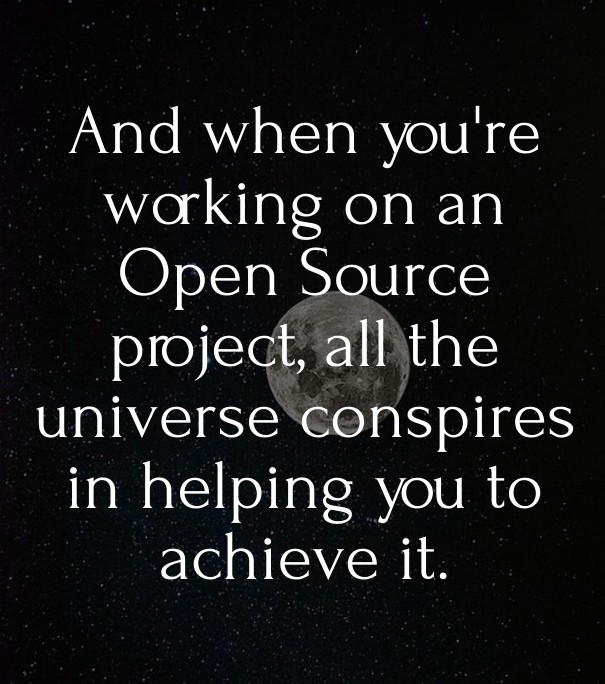 And when you're
working on an
Open Source
project, all the
universe conspires
in helping you to
achieve it.